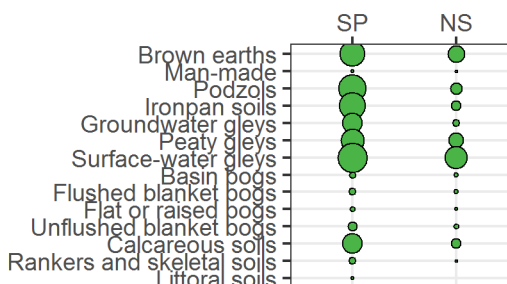 SP NS
Brown earths
Man-made
Podzols
Ironpan soils
Groundwater gleys
Peaty gleys
Surface-water gleys
Basin bogs
Flushed blanket bogs
Flat or raised bogs
Unflushed blanket bogs
Calcareous soils
Rankers and skeletal soils
Littoral soils